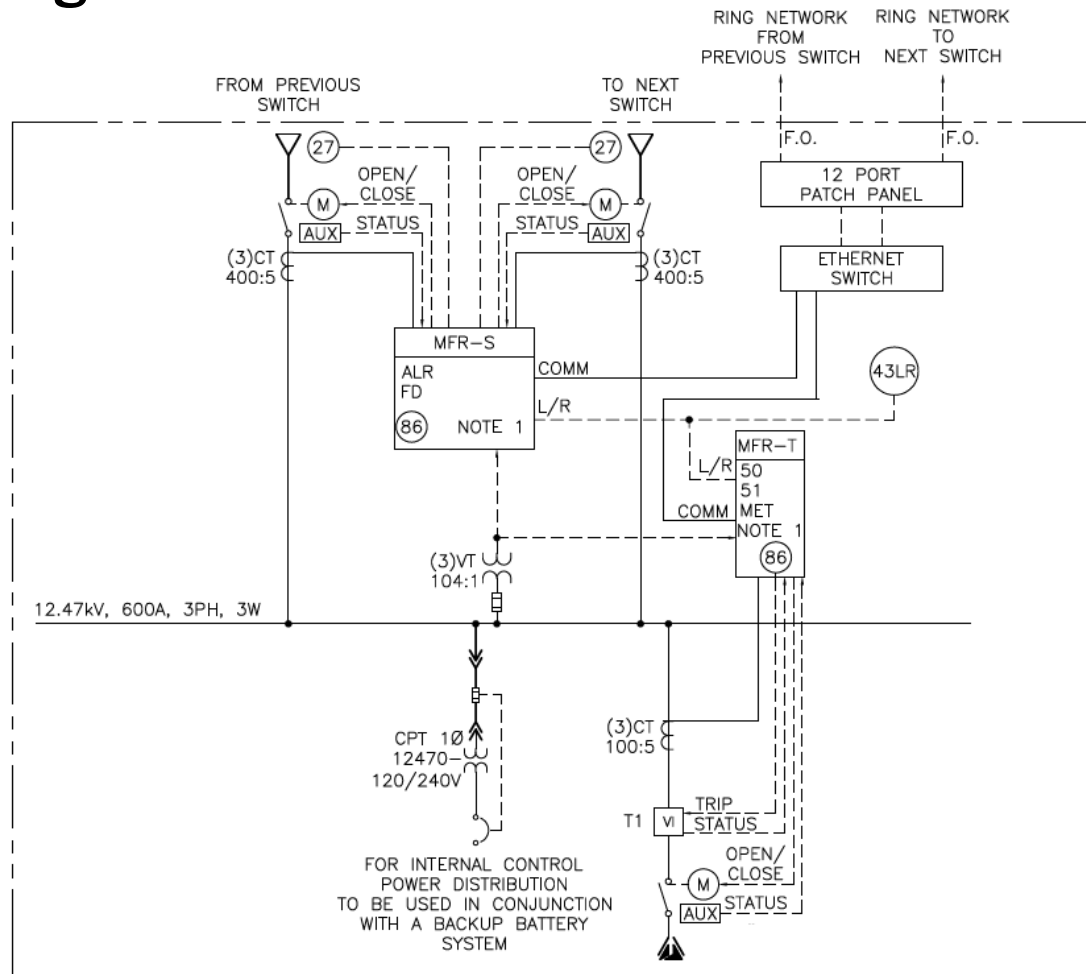 RING NETWORK
FROM
PREVIOUS SWITCH
RING NETWORK
TO
NEXT SWITCH
FROM PREVIOUS
SWITCH
TO NEXT
SWITCH
27
27
F.O.
F.O.
OPEN/
CLOSE
OPEN/
CLOSE
12 PORT
PATCH PANEL
M
M
AUX
STATUS
STATUS
AUX
(3)CT
400:5
(3)CT
400:5
ETHERNET
SWITCH
MFR-S
ALR
FD
86
NOTE 1
COMM
L/R
43LR
MFR-T
L/R
50
51
COMM
MET
NOTE 1
86
(3)VT
104:1
12.47kV, 600A, 3PH, 3W
CPT 1Ø
12470-
120/240V
(3)CT
100:5
T1
VI
TRIP
STATUS
OPEN/
CLOSE
M
AUX
STATUS
FOR INTERNAL CONTROL
POWER DISTRIBUTION
TO BE USED IN CONJUNCTION
WITH A BACKUP BATTERY
SYSTEM